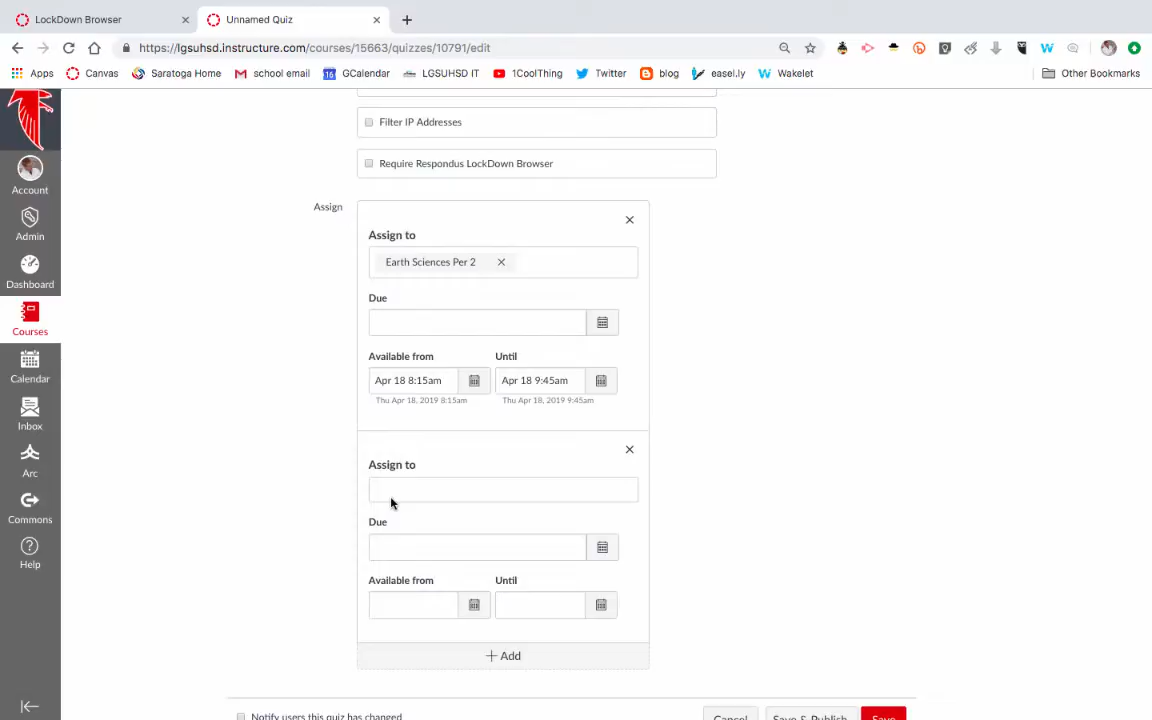 LockDown Browser
Unnamed Quiz
https://lgsuhsd.instructure.com/courses/15663/quizzes/10791/edit
Apps Canvas Saratoga Home school email 16 GCalendar LGSUHSD IT 1CoolThing Twitter blog easel.ly Wakelet Other Bookmarks
Account
Admin
Dashboard
Courses
Calendar
Inbox
Arc
Commons
Help
Filter IP Addresses
Require Respondus LockDown Browser
Assign
Assign to
Earth Sciences Per 2
Due
Available from Until
Apr 18 8:15am Apr 18 9:45am
Thu Apr 18, 2019 8:15am Thu Apr 18, 2019 9:45am
Assign to
Due
Available from Until
+ Add
Notify users this quiz has changed
Cancel Save & Publish Save